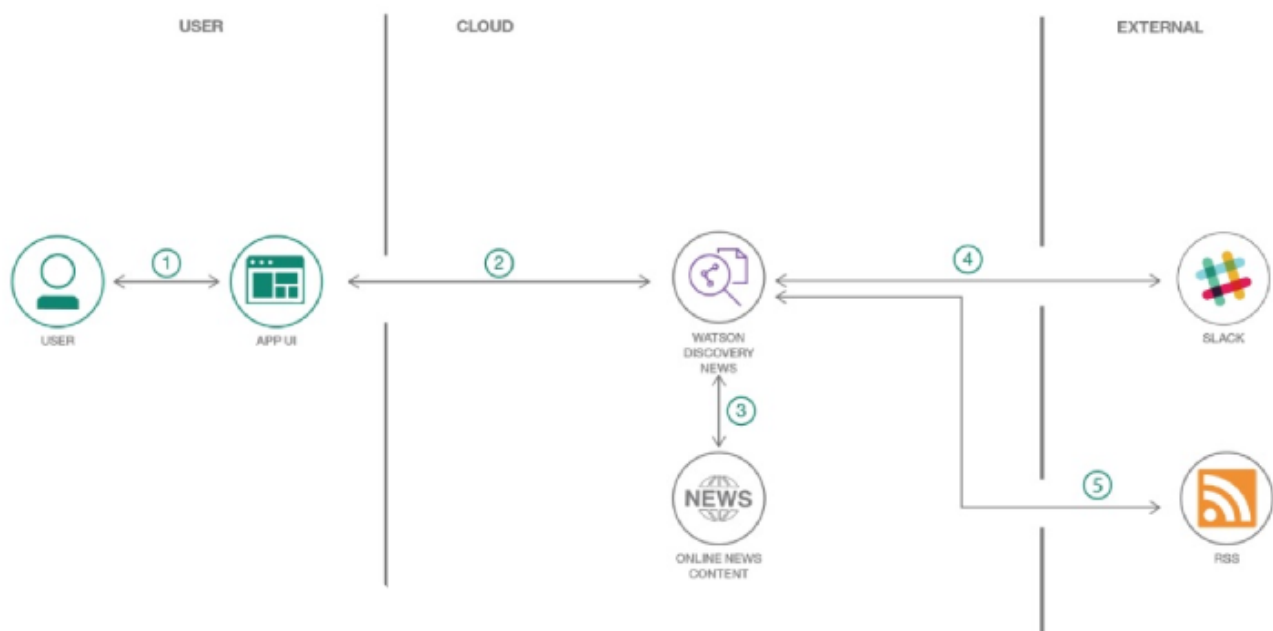 USER
CLOUD
EXTERNAL
1
2
4
USER
APP UI
WATSON
DISCOVERY
NEWS
SLACK
3
NEWS
5
ONLINE NEWS
CONTENT
RSS